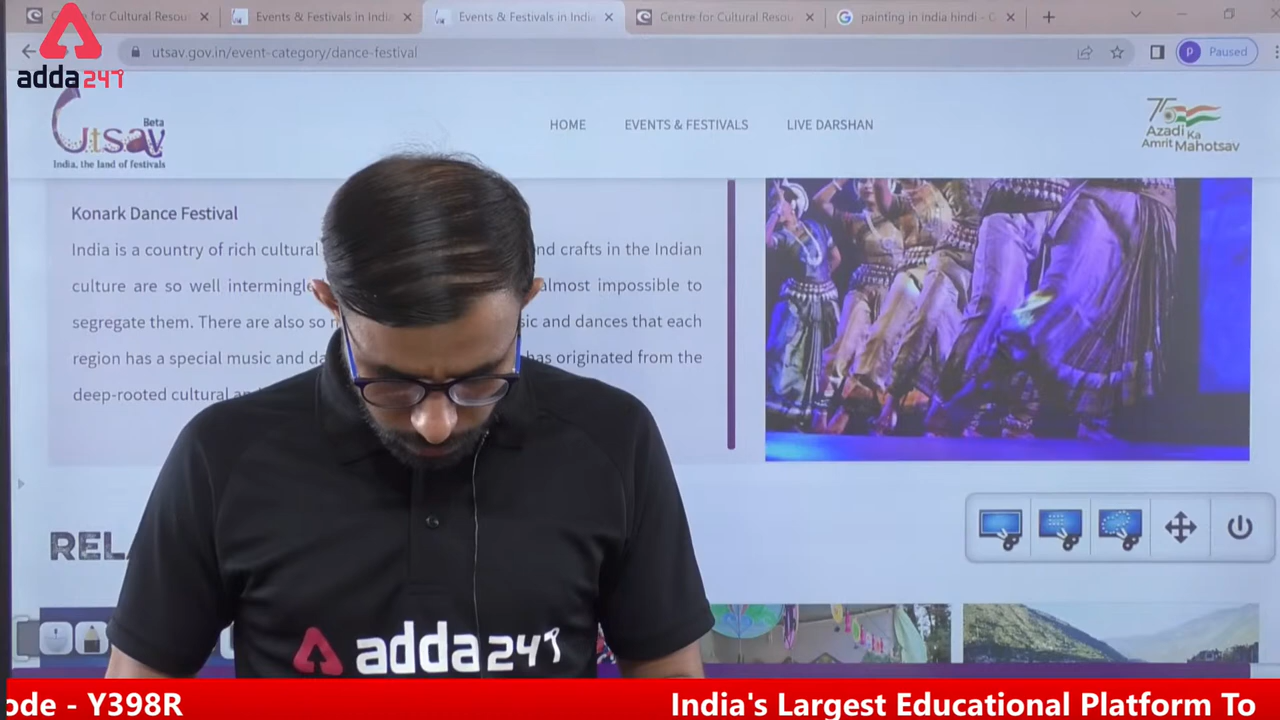 Centre for Cultural Resou
Events & Festivals in India
Events & Festivals in India
Centre for Cultural Resou
painting in india hindi - G
utsav.gov.in/event-category/dance-festival
Paused
adda247
Utsav
Beta
India, the land of festivals
HOME
EVENTS & FESTIVALS
LIVE DARSHAN
75
Azadi Ka
Amrit Mahotsav
Konark Dance Festival
India is a country of rich cultural nd crafts in the Indian
culture are so well intermingle almost impossible to
segregate them. There are also so sic and dances that each
region has a special music and da has originated from the
deep-rooted cultural an
REL
adda247
ode - Y398R
India's Largest Educational Platform To